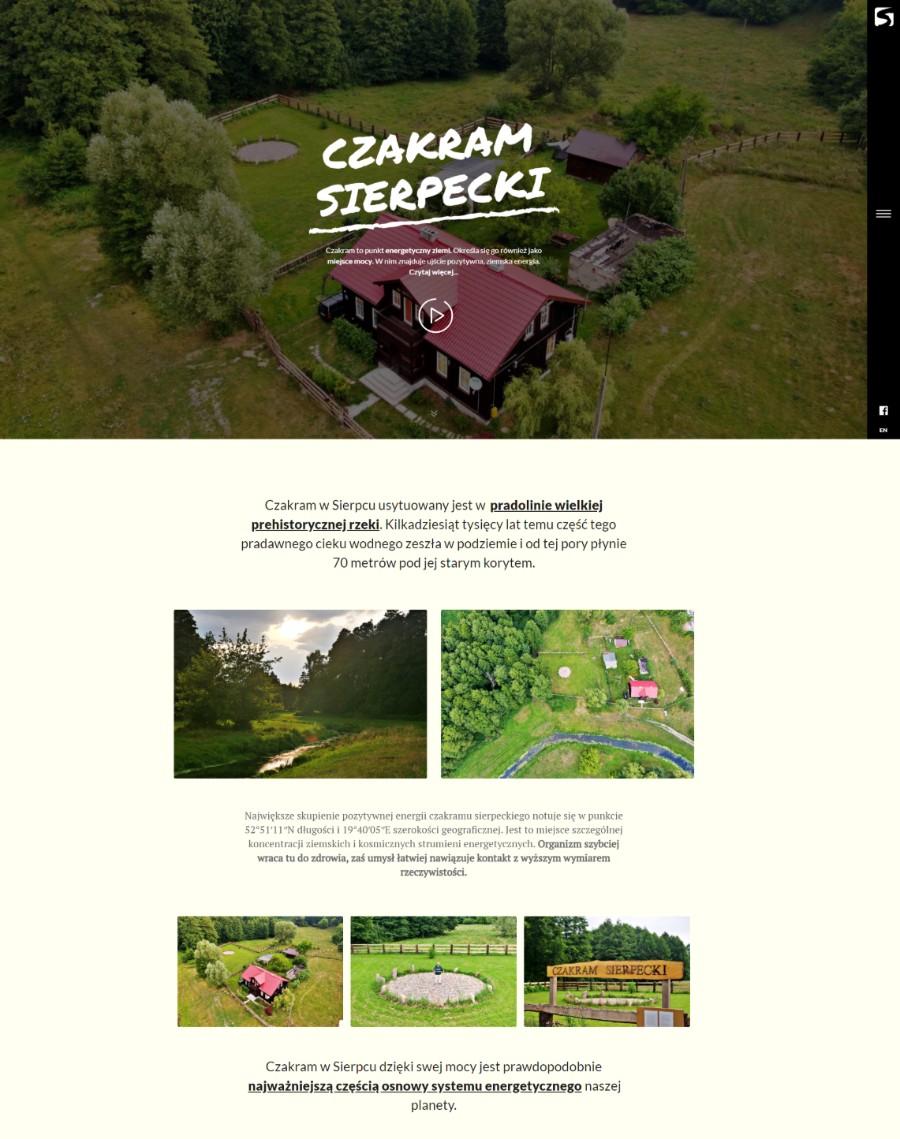 CZAKRAM
SIERPECKI
Czakram to punkt energetyczny ziemi. Określa się go również jako
miejsce mocy. W nim znajduje ujście pozytywna, ziemska energia.
Czytaj więcej...
EN
Czakram w Sierpcu usytuowany jest w pradolinie wielkiej
prehistorycznej rzeki. Kilkadziesiąt tysięcy lat temu część tego
pradawnego cieku wodnego zeszła w podziemie i od tej pory płynie
70 metrów pod jej starym korytem.
Największe skupienie pozytywnej energii czakramu sierpeckiego notuje się w punkcie
52°51′11″N długości i 19°40′05″E szerokości geograficznej. Jest to miejsce szczególnej
koncentracji ziemskich i kosmicznych strumieni energetycznych. Organizm szybciej
wraca tu do zdrowia, zaś umysł łatwiej nawiązuje kontakt z wyższym wymiarem
rzeczywistości.
CZAKRAM SIERPECKI
Czakram w Sierpcu dzięki swej mocy jest prawdopodobnie
najważniejszą częścią osnowy systemu energetycznego naszej
planety.